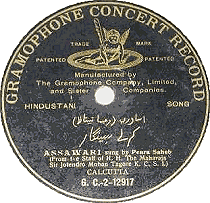 GRAMOPHONE CONCERT RECORD
TRADE MARK
PATENTED PATENTED
Manufactured by
The Gramophone Company, Limited,
and Sister Companies.
HINDUSTANI SONG
ASSAWARI sung by Peara Saheb
(From the Staff of H. H. The Maharaja
Sir Jotendro Mohan Tagore K. C. S. I.)
CALCUTTA
G. C.-2-12917